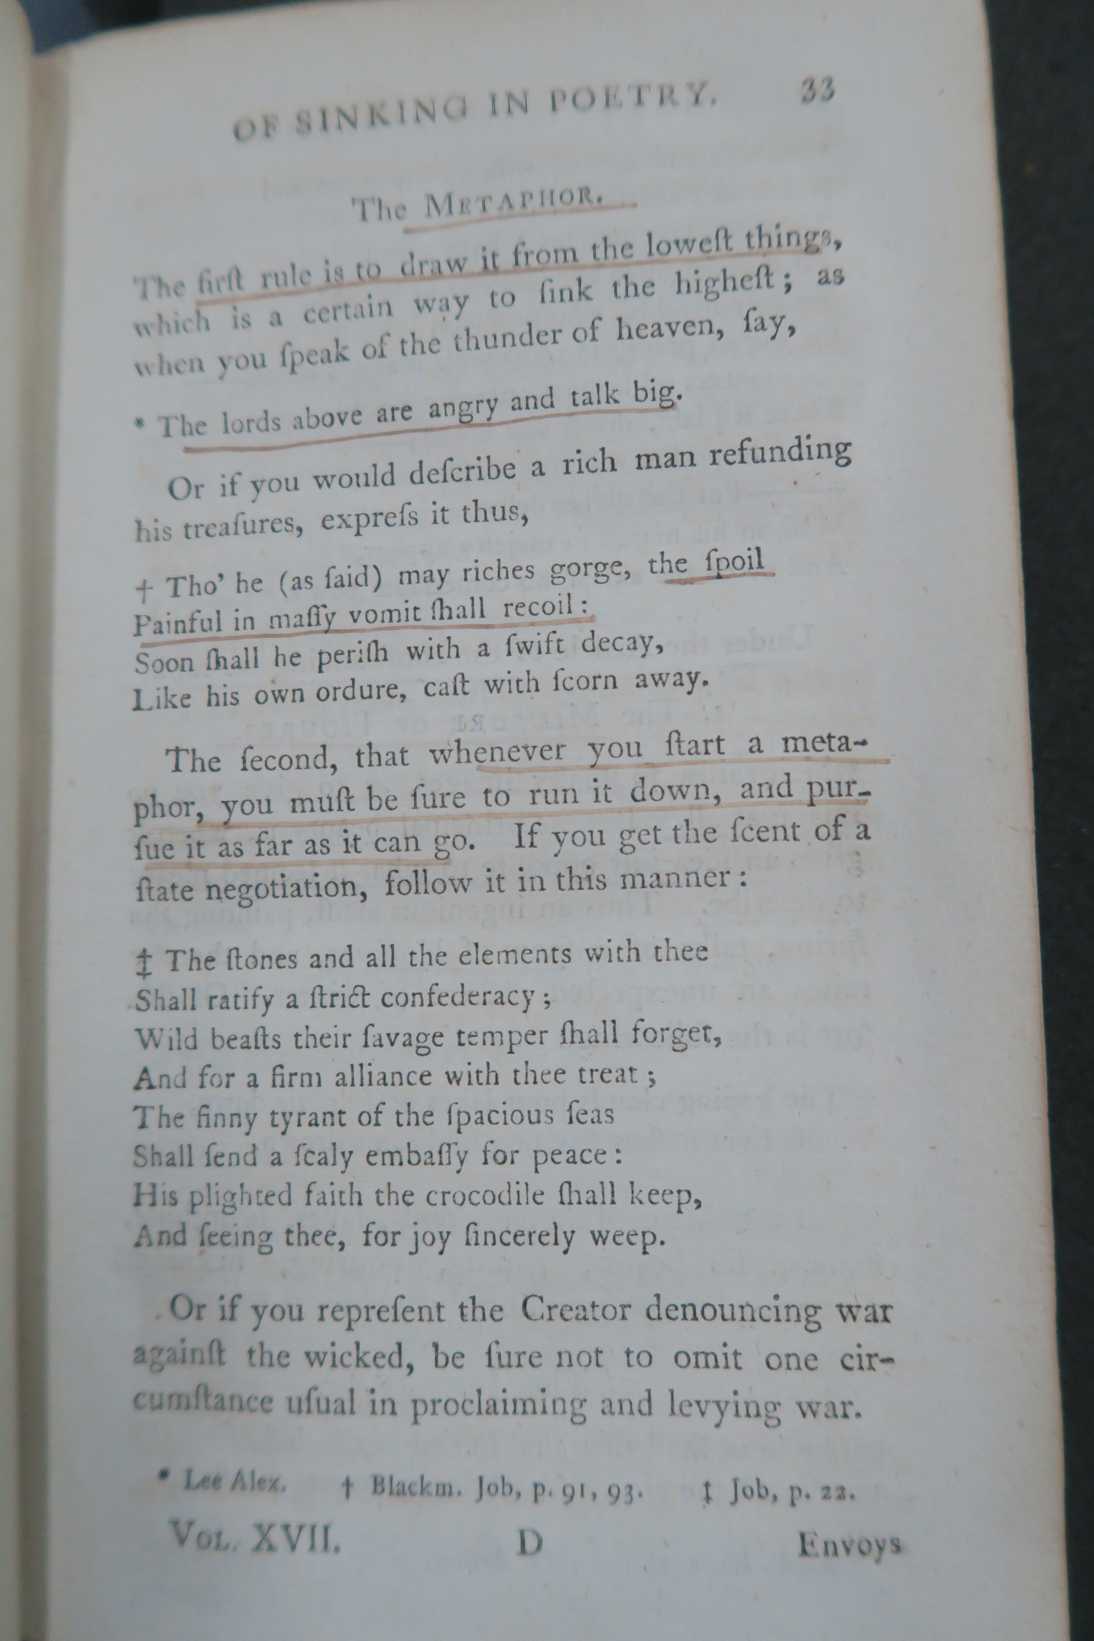 OF SINKING IN POETRY. 33
The METAPHOR.
The firſt rule is to draw it from the loweſt things,
which is a certain way to ſink the higheſt; as
when you ſpeak of the thunder of heaven, ſay,
* The lords above are angry and talk big.
Or if you would deſcribe a rich man refunding
his treaſures, expreſs it thus,
† Tho' he (as ſaid) may riches gorge, the ſpoil
Painful in maſſy vomit ſhall recoil:
Soon ſhall he periſh with a ſwift decay,
Like his own ordure, caſt with ſcorn away.
The ſecond, that whenever you ſtart a meta-
phor, you muſt be ſure to run it down, and pur-
ſue it as far as it can go. If you get the ſcent of a
ſtate negotiation, follow it in this manner:
‡ The ſtones and all the elements with thee
Shall ratify a ſtrict confederacy;
Wild beaſts their ſavage temper ſhall forget,
And for a firm alliance with thee treat;
The finny tyrant of the ſpacious ſeas
Shall ſend a ſcaly embaſſy for peace:
His plighted faith the crocodile ſhall keep,
And ſeeing thee, for joy ſincerely weep.
Or if you repreſent the Creator denouncing war
againſt the wicked, be ſure not to omit one cir-
cumſtance uſual in proclaiming and levying war.
* Lee Alex. † Blackm. Job, p. 91, 93. ‡ Job, p. 22.
VOL. XVII. D Envoys